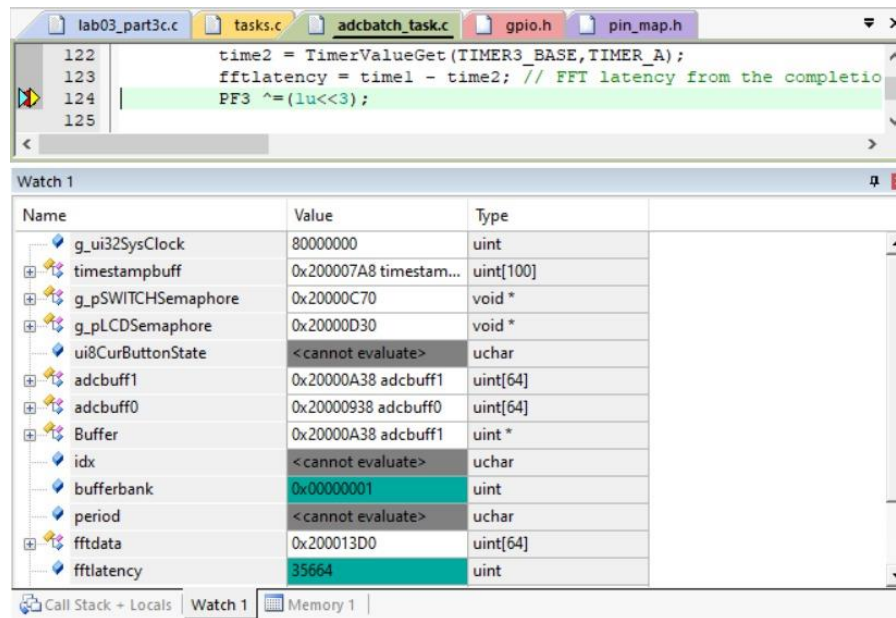 lab03_part3c.c tasks.c adcbatch_task.c gpio.h pin_map.h
122 time2 = TimerValueGet(TIMER3_BASE,TIMER_A);
123 fftlatency = time1 - time2; // FFT latency from the completio
124 PF3 ^=(1u<<3);
125
Watch 1
Name Value Type
g_ui32SysClock 80000000 uint
timestampbuff 0x200007A8 timestam... uint[100]
g_pSWITCHSemaphore 0x20000C70 void *
g_pLCDSemaphore 0x20000D30 void *
ui8CurButtonState <cannot evaluate> uchar
adcbuff1 0x20000A38 adcbuff1 uint[64]
adcbuff0 0x20000938 adcbuff0 uint[64]
Buffer 0x20000A38 adcbuff1 uint *
idx <cannot evaluate> uchar
bufferbank 0x00000001 uint
period <cannot evaluate> uchar
fftdata 0x200013D0 uint[64]
fftlatency 35664 uint
Call Stack + Locals Watch 1 Memory 1